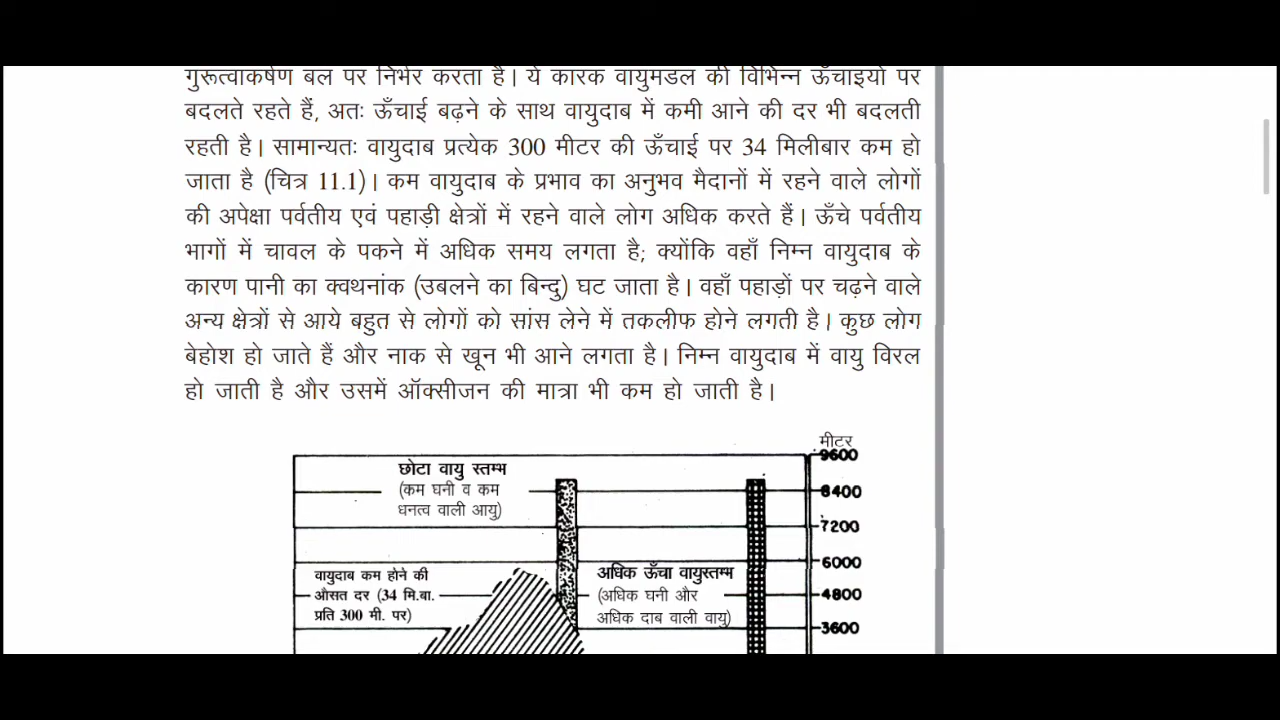 गुरूत्वाकर्षण बल पर निर्भर करता है। ये कारक वायुमंडल की विभिन्न ऊँचाइयों पर
बदलते रहते हैं, अतः ऊँचाई बढ़ने के साथ वायुदाब में कमी आने की दर भी बदलती
रहती है। सामान्यतः वायुदाब प्रत्येक 300 मीटर की ऊँचाई पर 34 मिलीबार कम हो
जाता है (चित्र 11.1)। कम वायुदाब के प्रभाव का अनुभव मैदानों में रहने वाले लोगों
की अपेक्षा पर्वतीय एवं पहाड़ी क्षेत्रों में रहने वाले लोग अधिक करते हैं। ऊँचे पर्वतीय
भागों में चावल के पकने में अधिक समय लगता है; क्योंकि वहाँ निम्न वायुदाब के
कारण पानी का क्वथनांक (उबलने का बिन्दु) घट जाता है। वहाँ पहाड़ों पर चढ़ने वाले
अन्य क्षेत्रों से आये बहुत से लोगों को सांस लेने में तकलीफ होने लगती है। कुछ लोग
बेहोश हो जाते हैं और नाक से खून भी आने लगता है। निम्न वायुदाब में वायु विरल
हो जाती है और उसमें ऑक्सीजन की मात्रा भी कम हो जाती है।
मीटर
9600
छोटा वायु स्तम्भ
(कम घनी व कम
धनत्व वाली आयु)
8400
7200
6000
वायुदाब कम होने की
औसत दर (34 मि.बा.
प्रति 300 मी. पर)
अधिक ऊँचा वायुस्तम्भ
(अधिक घनी और
अधिक दाब वाली वायु)
4800
3600